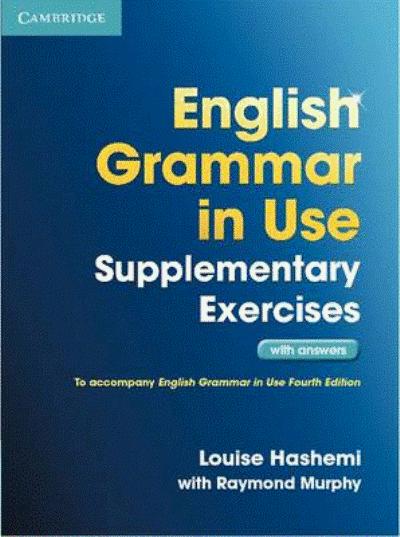 CAMBRIDGE
English
Grammar
in Use
Supplementary
Exercises
with answers
To accompany English Grammar in Use Fourth Edition
Louise Hashemi
with Raymond Murphy